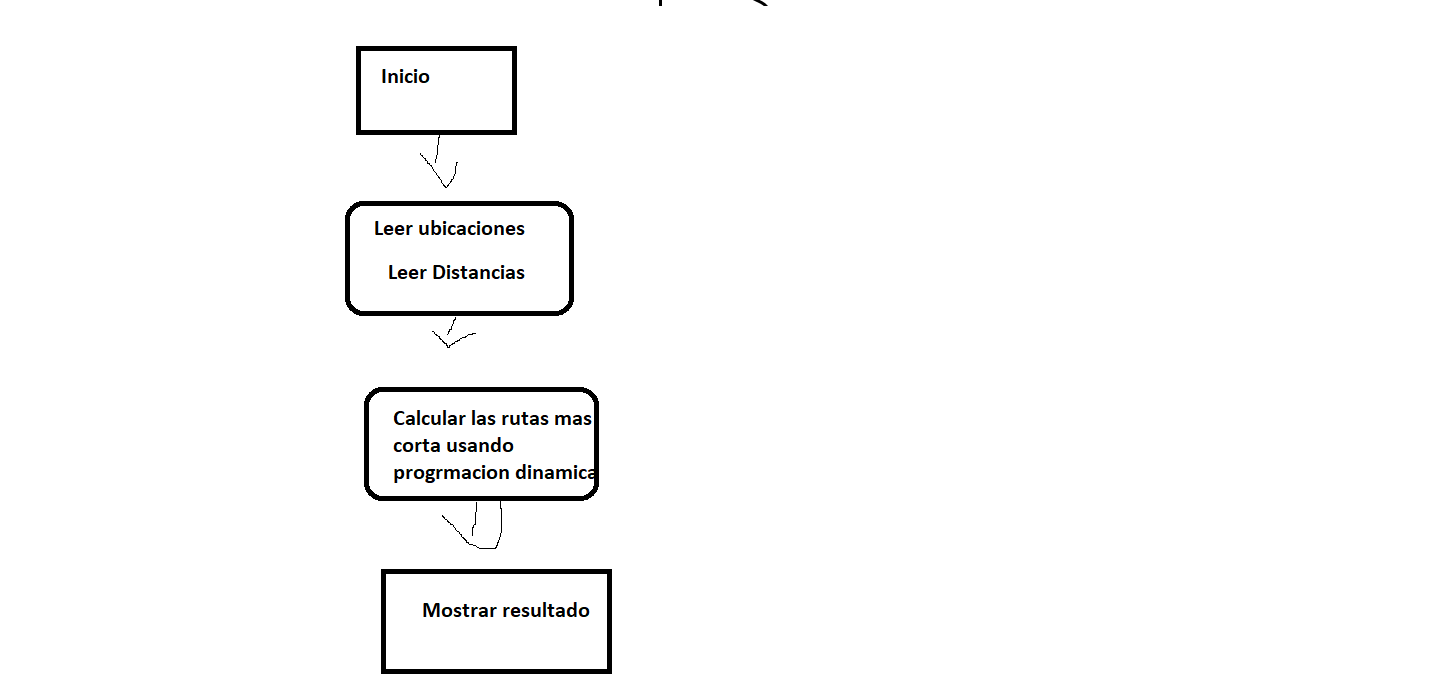 Inicio
Leer ubicaciones
Leer Distancias
Calcular las rutas mas
corta usando
progrmacion dinamica
Mostrar resultado